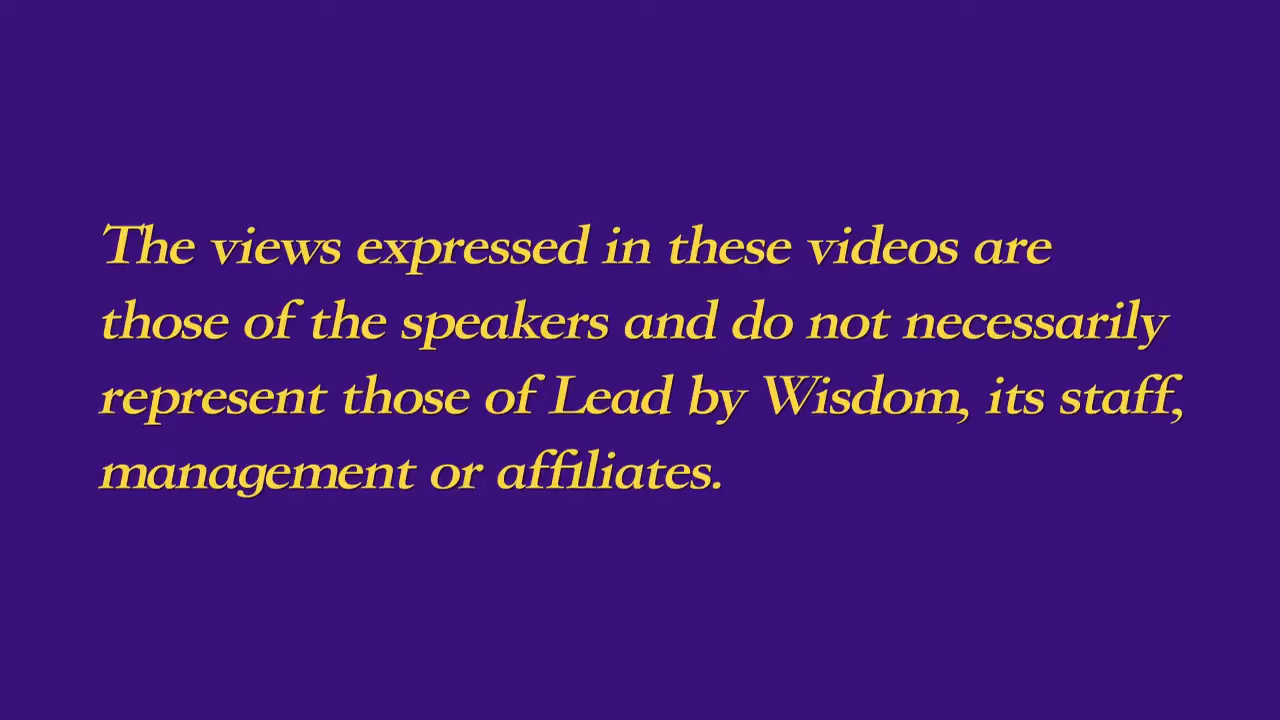 The views expressed in these videos are
those of the speakers and do not necessarily
represent those of Lead by Wisdom, its staff,
management or affiliates.